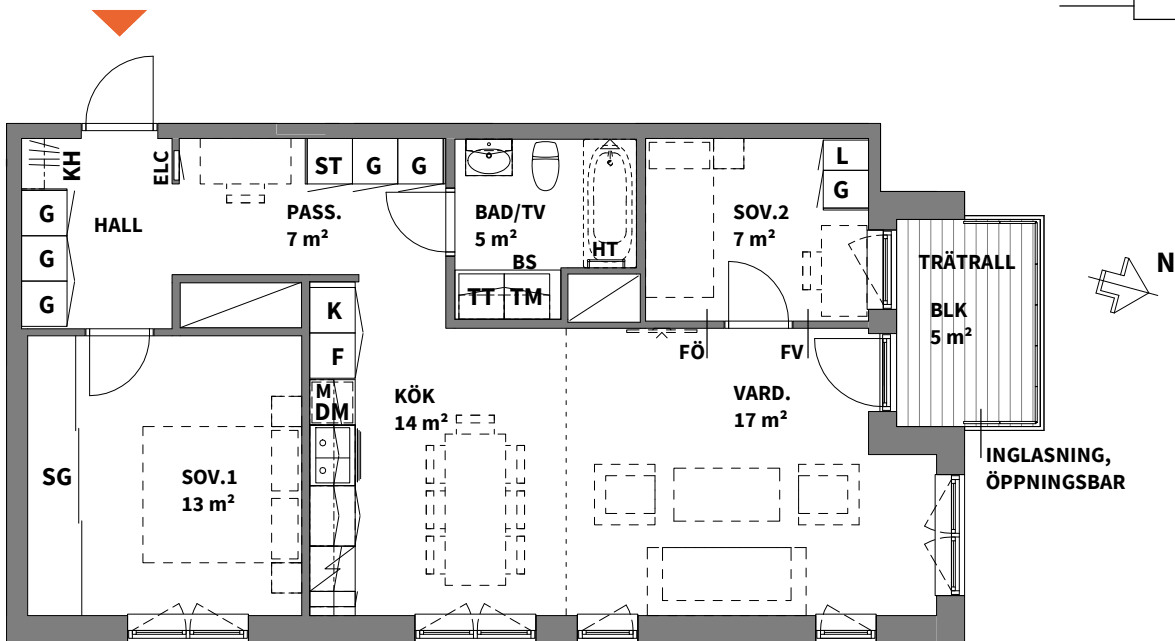 KH
ELC
ST
G
G
L
G
G
G
G
HALL
PASS.
7 m²
BAD/TV
5 m²
BS
HT
TT
TM
SOV.2
7 m²
TRÄTRALL
BLK
5 m²
N
K
F
M
DM
FÖ
FV
KÖK
14 m²
VARD.
17 m²
INGLASNING,
ÖPPNINGSBAR
SG
SOV.1
13 m²